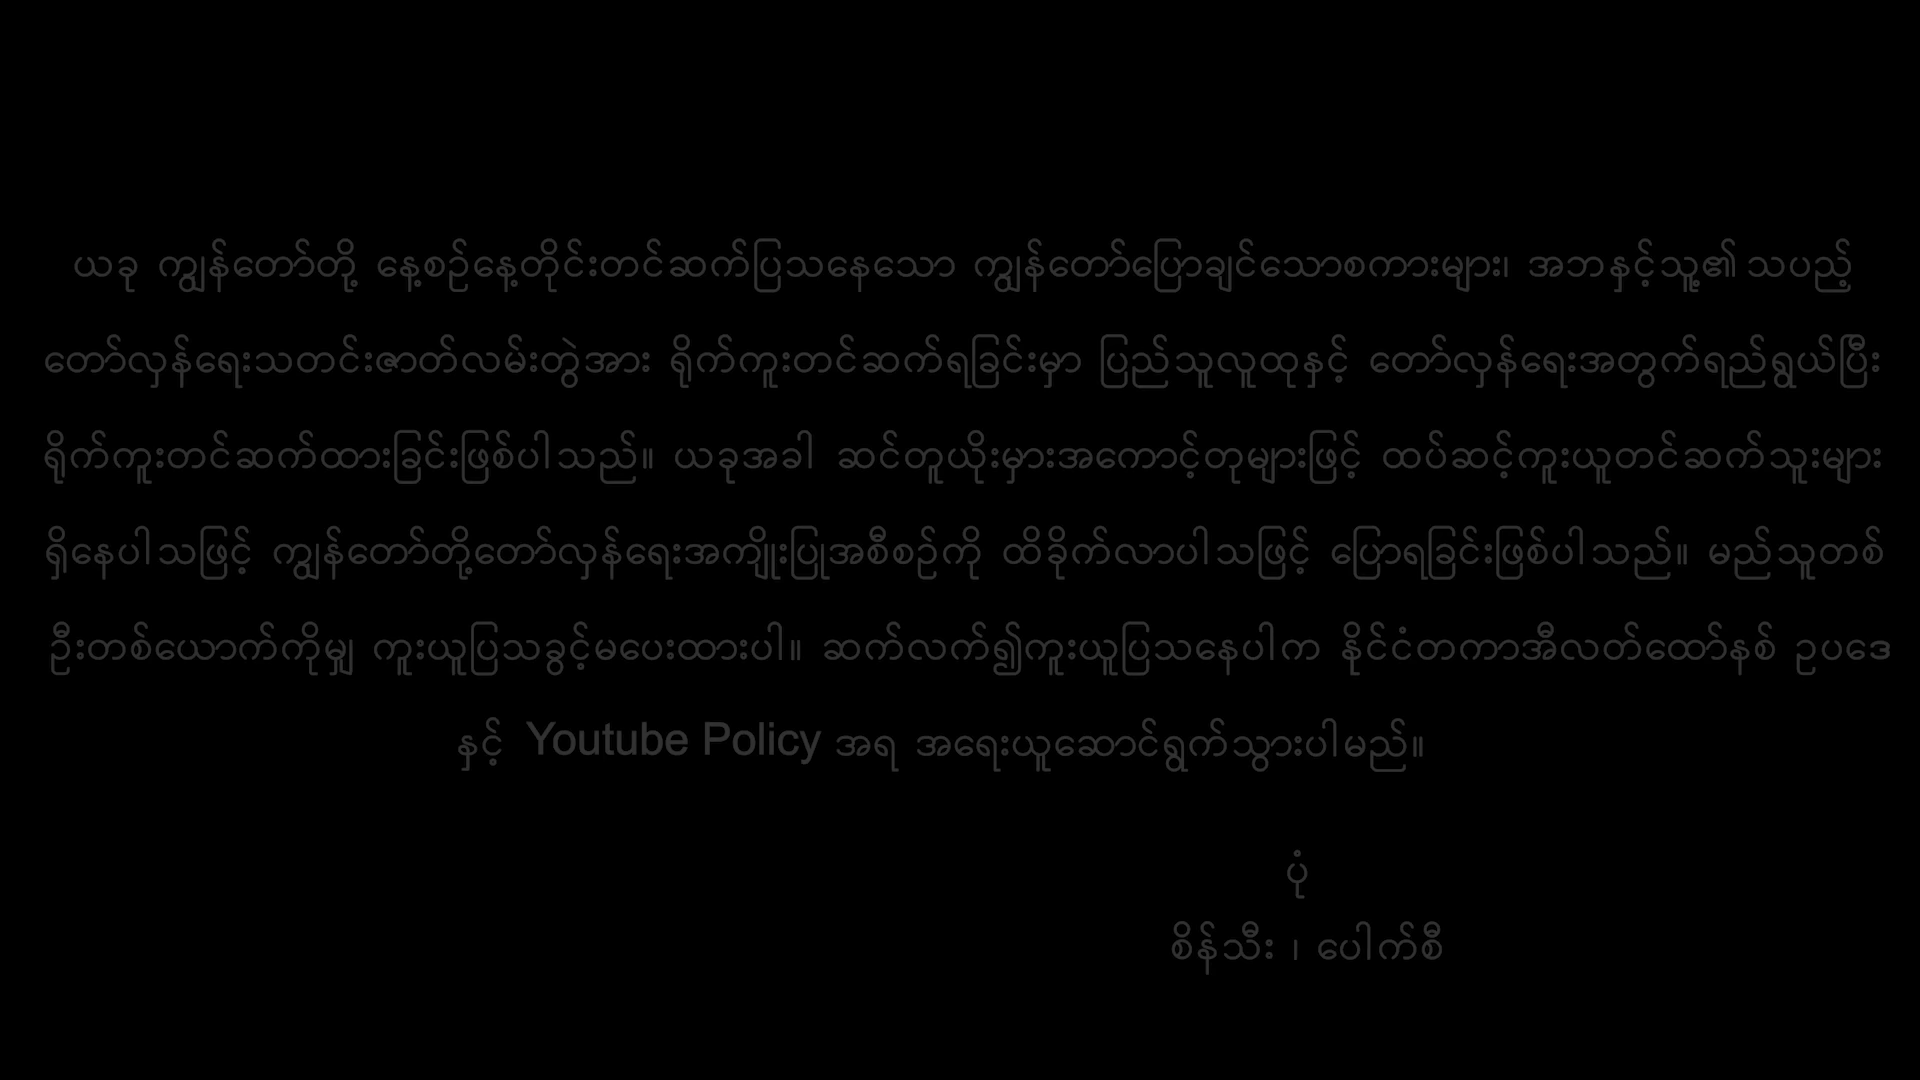 ယခု ကျွန်တော်တို့ နေ့စဉ်နေ့တိုင်းတင်ဆက်ပြသနေသော ကျွန်တော်ပြောချင်သောစကားများ၊ အဘနှင့်သူ့၏ သပည့်
တော်လှန်ရေးသတင်းဇာတ်လမ်းတွဲအား ရိုက်ကူးတင်ဆက်ရခြင်းမှာ ပြည်သူလူထုနှင့် တော်လှန်ရေးအတွက်ရည်ရွယ်ပြီး
ရိုက်ကူးတင်ဆက်ထားခြင်းဖြစ်ပါသည်။ ယခုအခါ ဆင်တူယိုးမှားအကောင့်တုများဖြင့် ထပ်ဆင့်ကူးယူတင်ဆက်သူးများ
ရှိနေပါသဖြင့် ကျွန်တော်တို့တော်လှန်ရေးအကျိုးပြုအစီစဉ်ကို ထိခိုက်လာပါသဖြင့် ပြောရခြင်းဖြစ်ပါသည်။ မည်သူတစ်
ဦးတစ်ယောက်ကိုမျှ ကူးယူပြသခွင့်မပေးထားပါ။ ဆက်လက်၍ကူးယူပြသနေပါက နိုင်ငံတကာအီလတ်ထော်နစ် ဥပဒေ
နှင့် Youtube Policy အရ အရေးယူဆောင်ရွက်သွားပါမည်။
ပုံ
စိန်သီး ၊ ပေါက်စီ